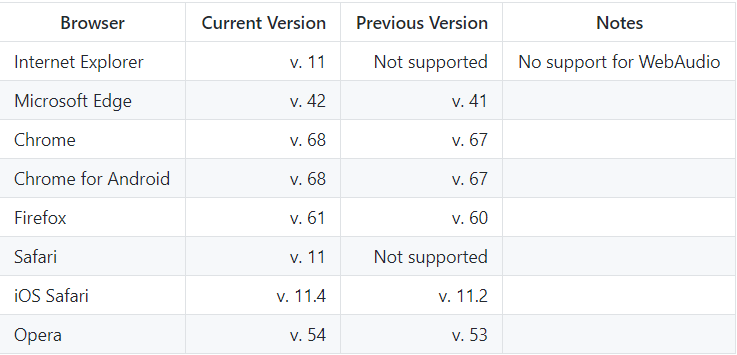 Browser Current Version Previous Version Notes
Internet Explorer v. 11 Not supported No support for WebAudio
Microsoft Edge v. 42 v. 41
Chrome v. 68 v. 67
Chrome for Android v. 68 v. 67
Firefox v. 61 v. 60
Safari v. 11 Not supported
iOS Safari v. 11.4 v. 11.2
Opera v. 54 v. 53